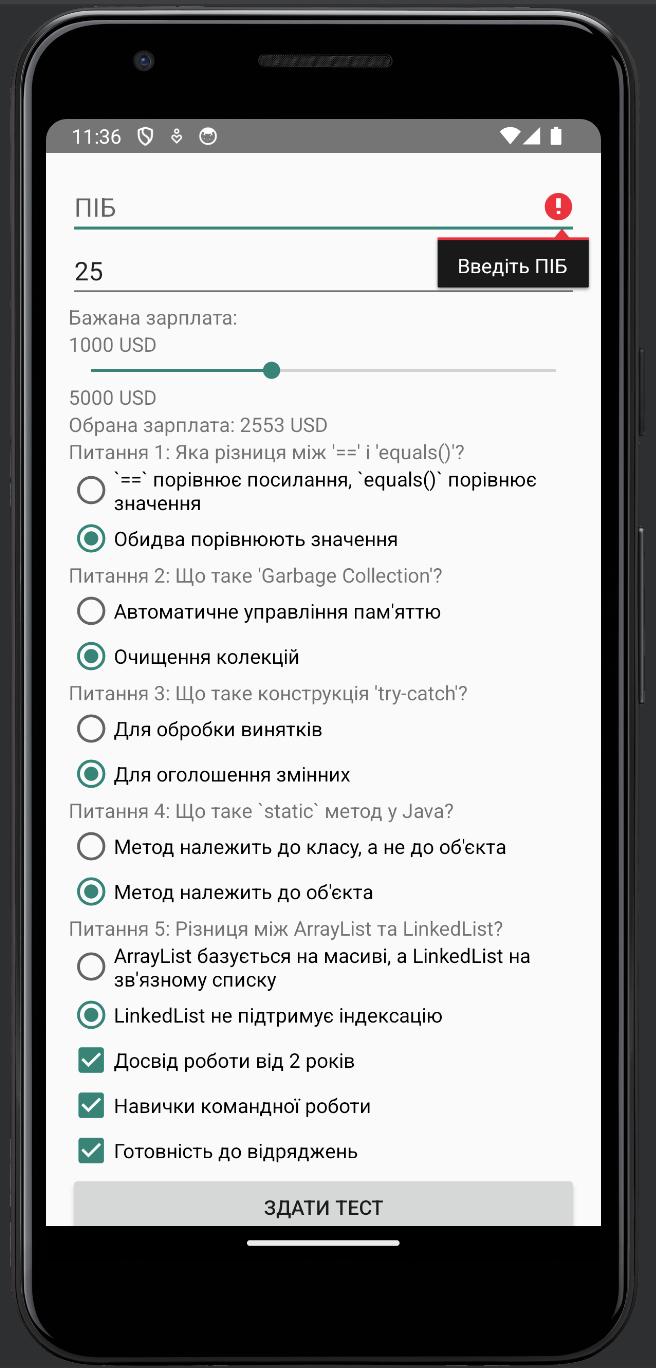 11:36
ПІБ
Введіть ПІБ
25
Бажана зарплата:
1000 USD
5000 USD
Обрана зарплата: 2553 USD
Питання 1: Яка різниця між '==' і 'equals()'?
`==` порівнює посилання, `equals()` порівнює
значення
Обидва порівнюють значення
Питання 2: Що таке 'Garbage Collection'?
Автоматичне управління пам'яттю
Очищення колекцій
Питання 3: Що таке конструкція 'try-catch'?
Для обробки винятків
Для оголошення змінних
Питання 4: Що таке `static` метод у Java?
Метод належить до класу, а не до об'єкта
Метод належить до об'єкта
Питання 5: Різниця між ArrayList та LinkedList?
ArrayList базується на масиві, а LinkedList на
зв'язному списку
LinkedList не підтримує індексацію
Досвід роботи від 2 років
Навички командної роботи
Готовність до відряджень
ЗДАТИ ТЕСТ